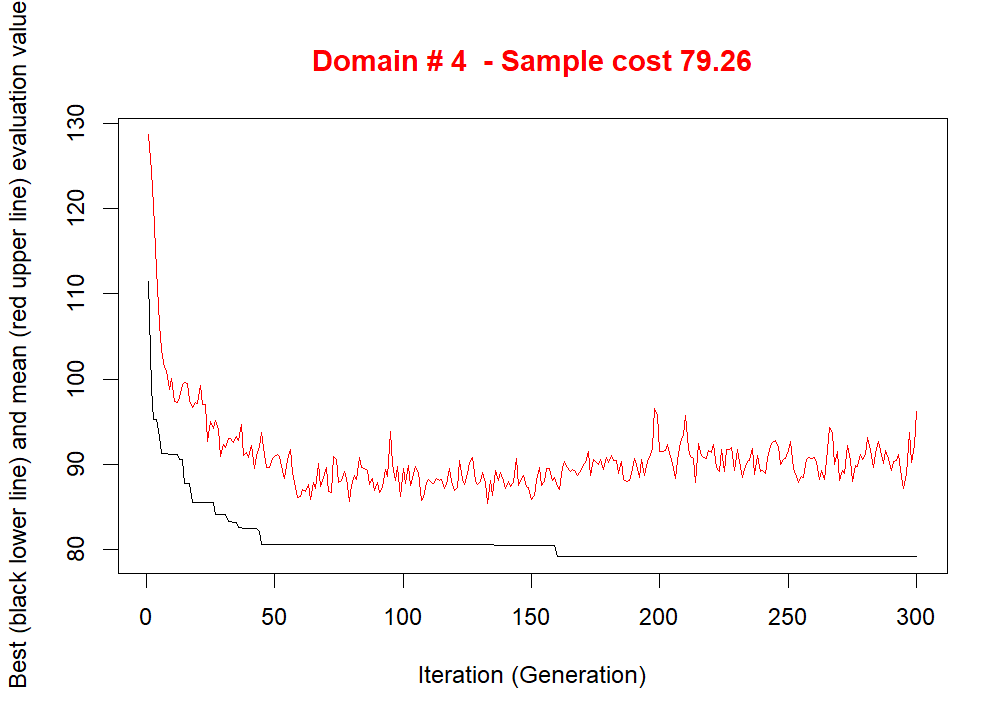 Domain # 4  - Sample cost 79.26
Best (black lower line) and mean (red upper line) evaluation value
130
120
110
100
90
80
0 50 100 150 200 250 300
Iteration (Generation)